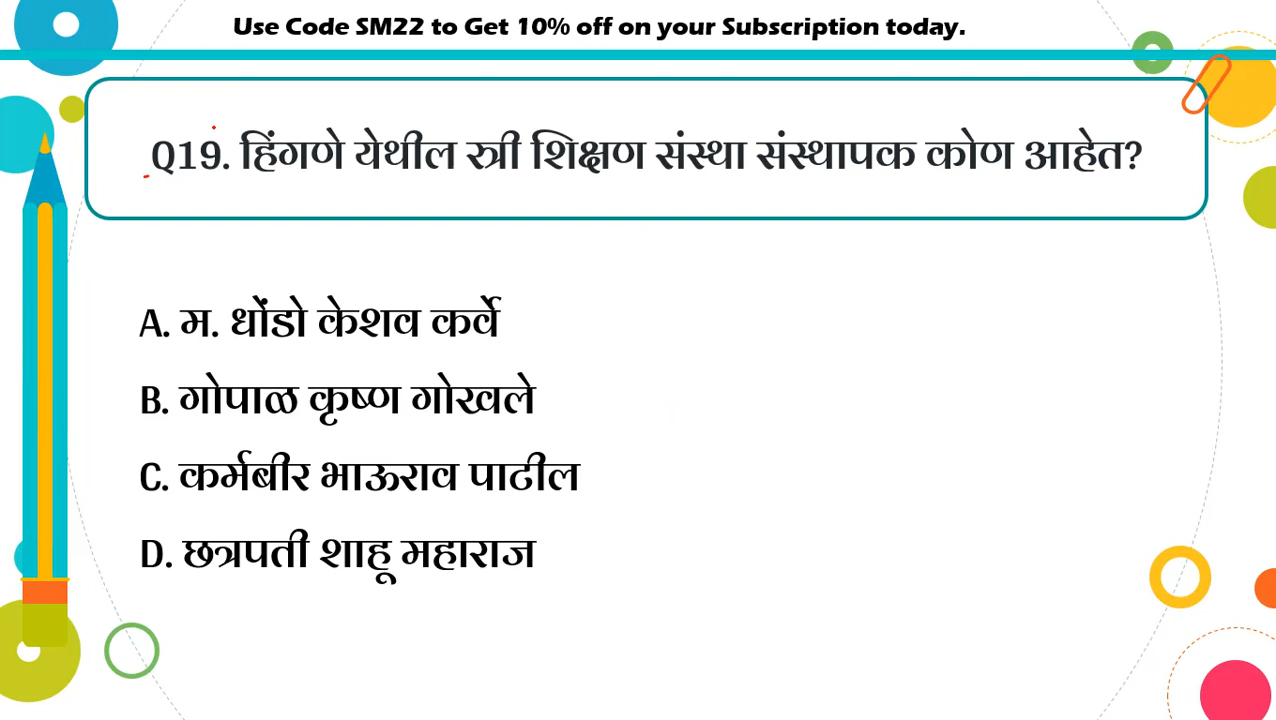 Use Code SM22 to Get 10% off on your Subscription today.
Q19. हिंगणे येथील स्त्री शिक्षण संस्था संस्थापक कोण आहेत?
A. म. धोंडो केशव कर्वे
B. गोपाळ कृष्ण गोखले
C. कर्मबीर भाऊराव पाटील
D. छत्रपती शाहू महाराज